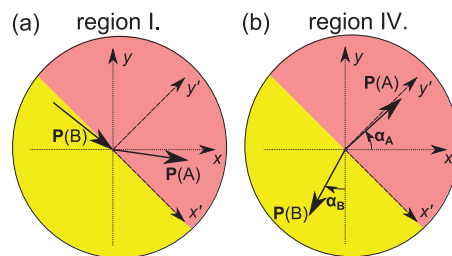 (a) region I.
y
y'
P(B)
x
P(A)
x'
(b) region IV.
y
P(A)
y'
α_A
x
P(B)
α_B
x'